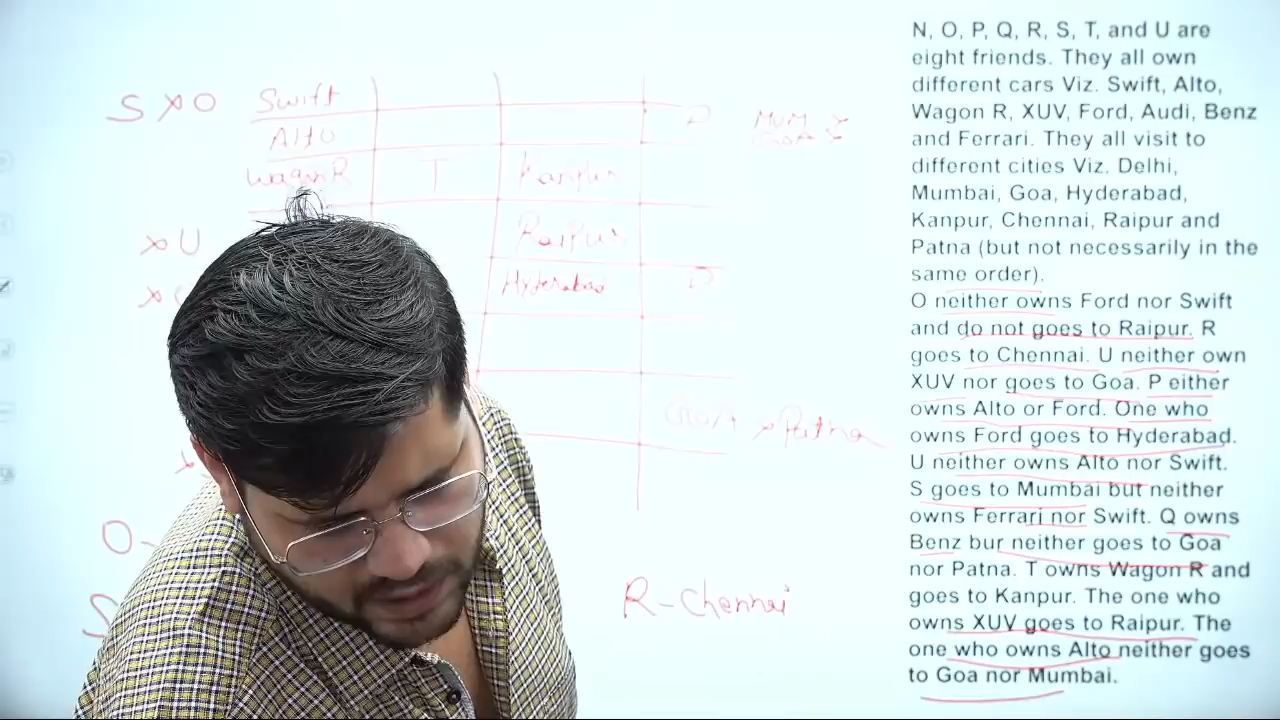 N, O, P, Q, R, S, T, and U are
eight friends. They all own
different cars Viz. Swift, Alto,
Wagon R, XUV, Ford, Audi, Benz
and Ferrari. They all visit to
different cities Viz. Delhi,
Mumbai, Goa, Hyderabad,
Kanpur, Chennai, Raipur and
Patna (but not necessarily in the
same order).
O neither owns Ford nor Swift
and do not goes to Raipur. R
goes to Chennai. U neither own
XUV nor goes to Goa. P either
owns Alto or Ford. One who
owns Ford goes to Hyderabad.
U neither owns Alto nor Swift.
S goes to Mumbai but neither
owns Ferrari nor Swift. Q owns
Benz bur neither goes to Goa
nor Patna. T owns Wagon R and
goes to Kanpur. The one who
owns XUV goes to Raipur. The
one who owns Alto neither goes
to Goa nor Mumbai.
S x O Swift
Alto P Mum
Wagon R T Kanpur
x U Raipur
Hyderabad P
GOA x Patna
O-
R-Chennai